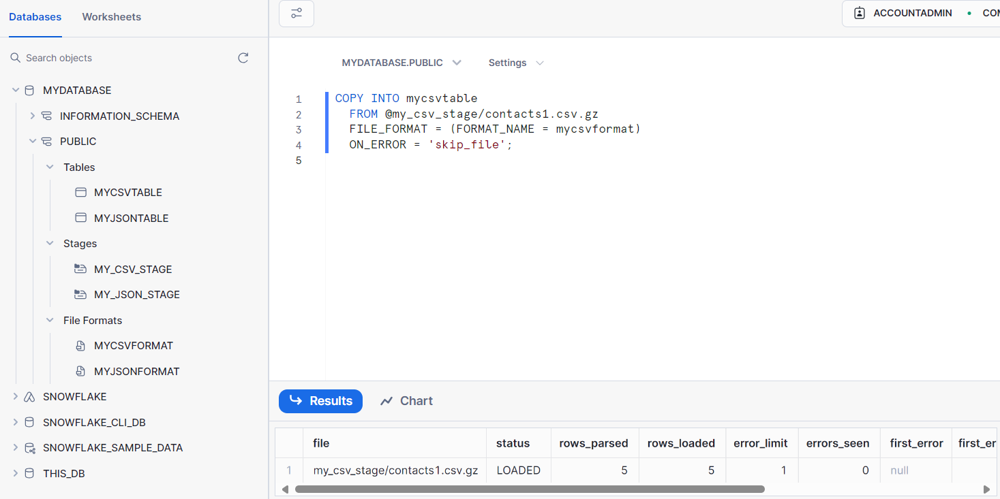 Databases Worksheets
ACCOUNTADMIN
Search objects
MYDATABASE
INFORMATION_SCHEMA
PUBLIC
Tables
MYCSVTABLE
MYJSONTABLE
Stages
MY_CSV_STAGE
MY_JSON_STAGE
File Formats
MYCSVFORMAT
MYJSONFORMAT
SNOWFLAKE
SNOWFLAKE_CLI_DB
SNOWFLAKE_SAMPLE_DATA
THIS_DB
MYDATABASE.PUBLIC Settings
1 COPY INTO mycsvtable
2 FROM @my_csv_stage/contacts1.csv.gz
3 FILE_FORMAT = (FORMAT_NAME = mycsvformat)
4 ON_ERROR = 'skip_file';
5
Results Chart
file status rows_parsed rows_loaded error_limit errors_seen first_error first_er
1 my_csv_stage/contacts1.csv.gz LOADED 5 5 1 0 null